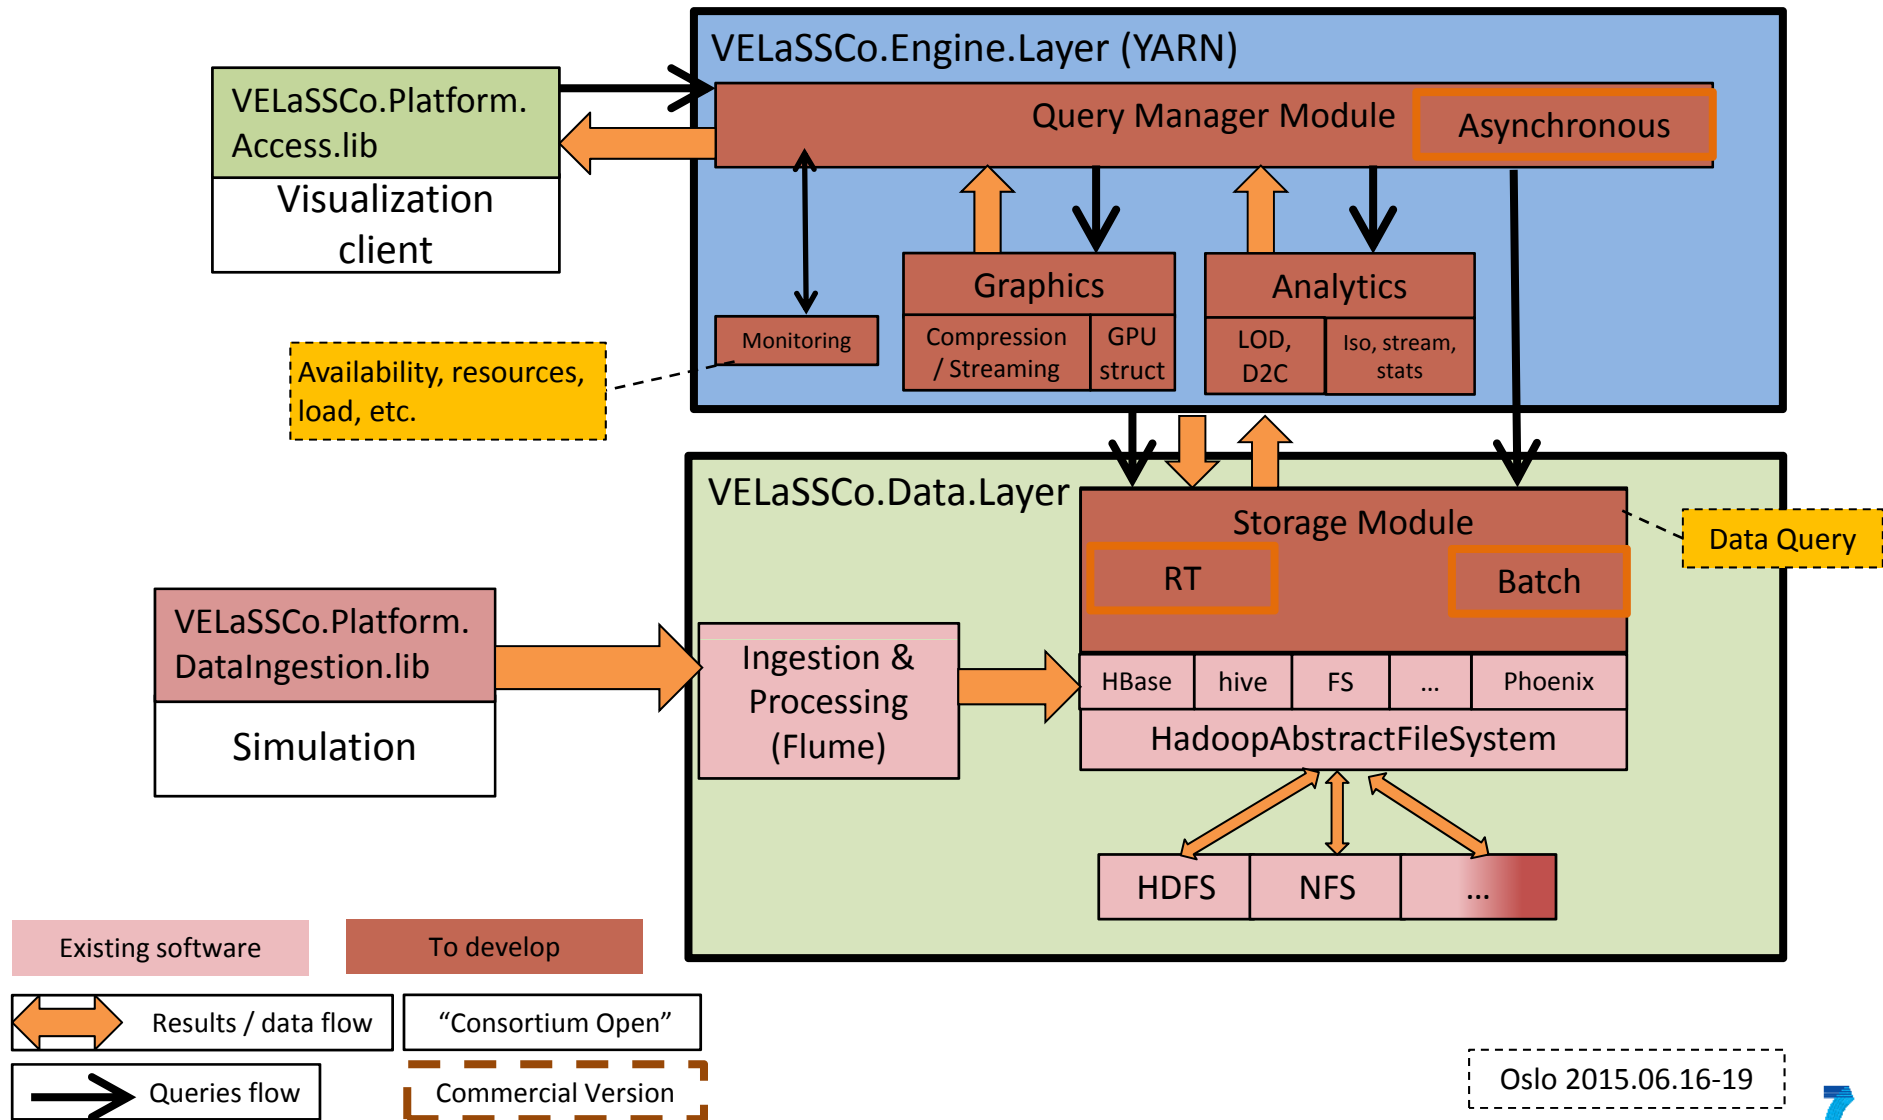 VELaSSCo.Engine.Layer (YARN)
VELaSSCo.Platform.
Access.lib
Visualization
client
Query Manager Module
Asynchronous
Graphics
Compression
/ Streaming
GPU
struct
Analytics
LOD,
D2C
Iso, stream,
stats
Monitoring
Availability, resources,
load, etc.
VELaSSCo.Data.Layer
Storage Module
RT
Batch
Data Query
VELaSSCo.Platform.
DataIngestion.lib
Simulation
Ingestion &
Processing
(Flume)
HBase
hive
FS
...
Phoenix
HadoopAbstractFileSystem
HDFS
NFS
...
Existing software
To develop
Results / data flow
“Consortium Open”
Queries flow
Commercial Version
Oslo 2015.06.16-19
7